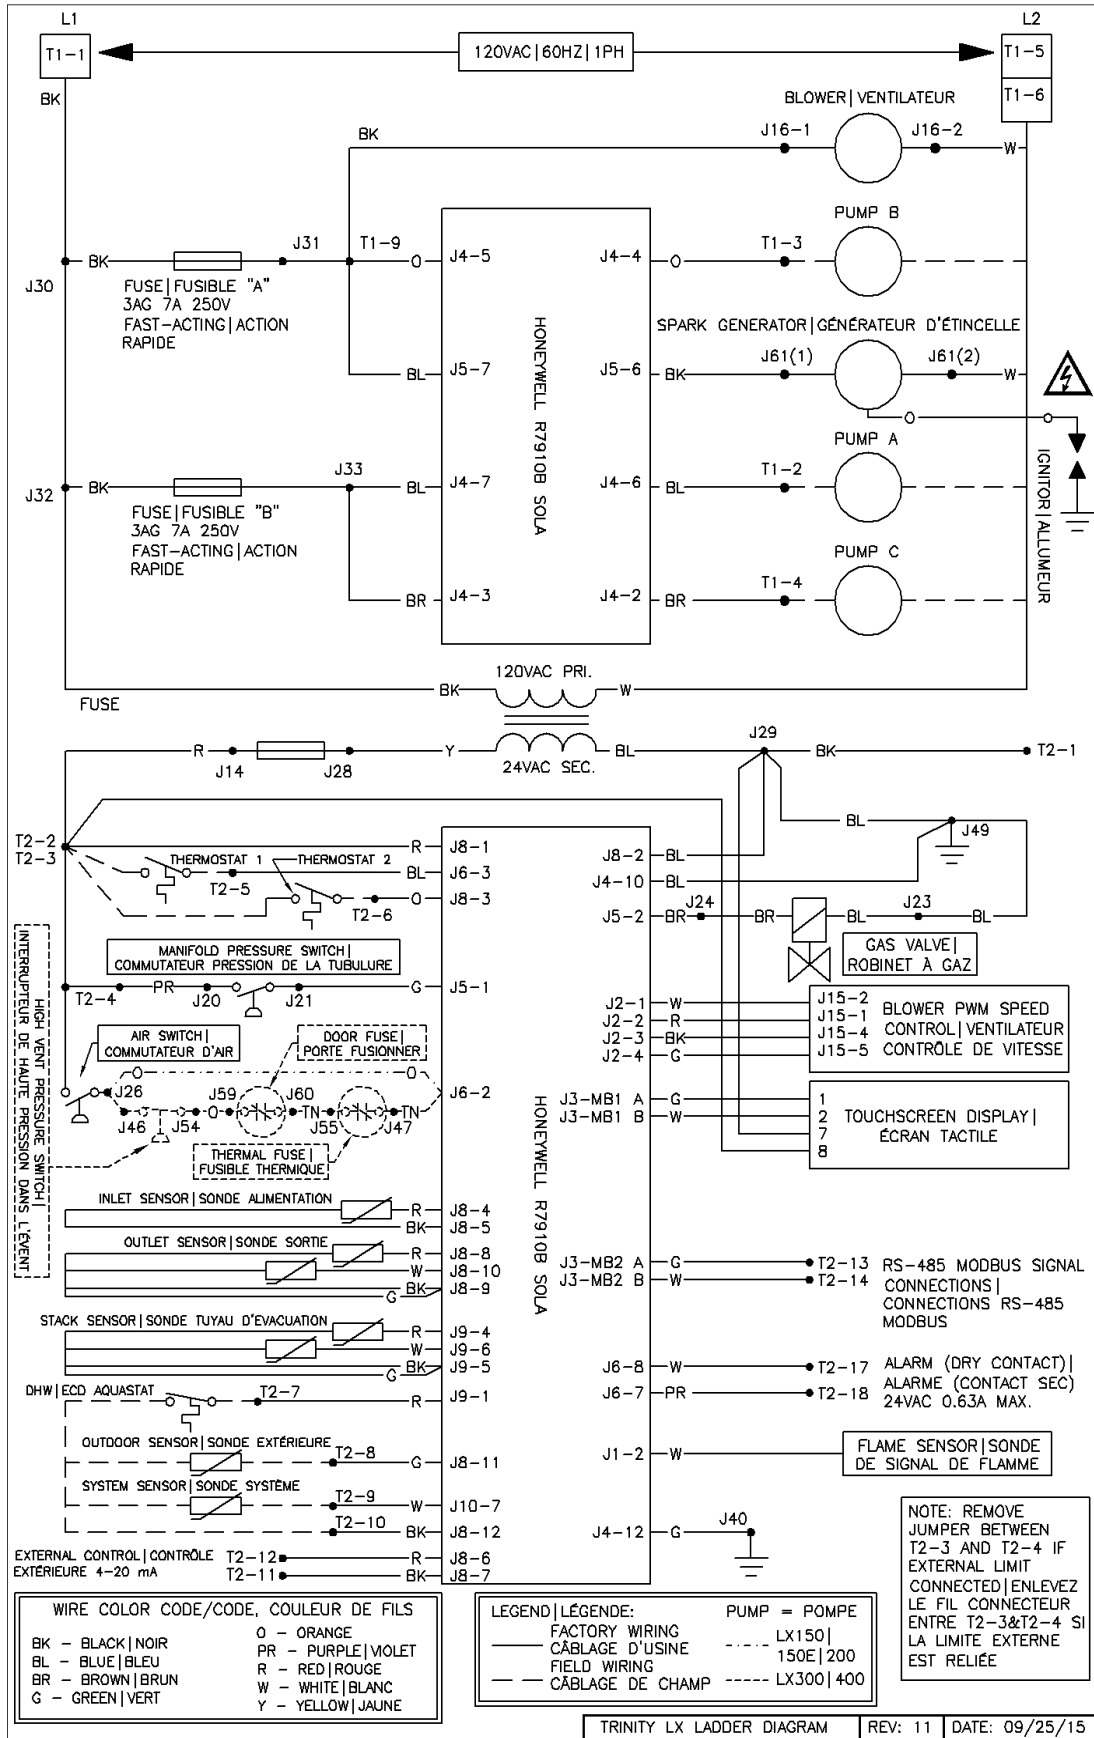 L1
L2
T1-1
120VAC|60HZ|1PH
T1-5
T1-6
BK
BLOWER|VENTILATEUR
BK
J16-1
J16-2
W
PUMP B
J31
T1-9
T1-3
J30
BK
O
J4-5
J4-4
O
FUSE|FUSIBLE "A"
3AG 7A 250V
FAST-ACTING|ACTION
RAPIDE
HONEYWELL R7910B SOLA
SPARK GENERATOR|GÉNÉRATEUR D'ÉTINCELLE
J61(1)
J61(2)
BL
J5-7
J5-6
BK
W
O
PUMP A
IGNITOR|ALLUMEUR
J33
T1-2
J32
BK
BL
J4-7
J4-6
BL
FUSE|FUSIBLE "B"
3AG 7A 250V
FAST-ACTING|ACTION
RAPIDE
PUMP C
T1-4
BR
J4-3
J4-2
BR
120VAC PRI.
BK
W
FUSE
R
J14
J28
Y
24VAC SEC.
BL
J29
BK
T2-1
T2-2
T2-3
R
J8-1
J8-2
BL
BL
J49
THERMOSTAT 1
THERMOSTAT 2
T2-5
BL
J6-3
J4-10
BL
T2-6
O
J8-3
J5-2
BR
J24
BR
BL
J23
BL
GAS VALVE|
ROBINET À GAZ
MANIFOLD PRESSURE SWITCH|
COMMUTATEUR PRESSION DE LA TUBULURE
HIGH VENT PRESSURE SWITCH|
INTERRUPTEUR DE HAUTE PRESSION DANS L'ÉVENT
T2-4
PR
J20
J21
G
J5-1
J2-1
W
J15-2
J2-2
R
J15-1
J2-3
BK
J15-4
J2-4
G
J15-5
BLOWER PWM SPEED
CONTROL|VENTILATEUR
CONTRÔLE DE VITESSE
AIR SWITCH|
COMMUTATEUR D'AIR
DOOR FUSE|
PORTE FUSIONNER
O
O
J26
J6-2
J46
J54
O
J59
J60
TN
J55
J47
TN
THERMAL FUSE|
FUSIBLE THERMIQUE
J3-MB1 A
G
1
J3-MB1 B
W
2
7
8
TOUCHSCREEN DISPLAY|
ÉCRAN TACTILE
HONEYWELL R7910B SOLA
INLET SENSOR|SONDE ALIMENTATION
R
J8-4
BK
J8-5
OUTLET SENSOR|SONDE SORTIE
R
J8-8
W
J8-10
BK
J8-9
G
J3-MB2 A
G
T2-13
J3-MB2 B
W
T2-14
RS-485 MODBUS SIGNAL
CONNECTIONS|
CONNECTIONS RS-485
MODBUS
STACK SENSOR|SONDE TUYAU D'EVACUATION
R
J9-4
W
J9-6
BK
J9-5
G
J6-8
W
T2-17
J6-7
PR
T2-18
ALARM (DRY CONTACT)|
ALARME (CONTACT SEC)
24VAC 0.63A MAX.
DHW|ECD AQUASTAT
T2-7
R
J9-1
OUTDOOR SENSOR|SONDE EXTÉRIEURE
T2-8
G
J8-11
J1-2
W
FLAME SENSOR|SONDE
DE SIGNAL DE FLAMME
SYSTEM SENSOR|SONDE SYSTÈME
T2-9
W
J10-7
T2-10
BK
J8-12
J4-12
G
J40
EXTERNAL CONTROL|CONTRÔLE
EXTÉRIEURE 4-20 mA
T2-12
R
J8-6
T2-11
BK
J8-7
NOTE: REMOVE
JUMPER BETWEEN
T2-3 AND T2-4 IF
EXTERNAL LIMIT
CONNECTED|ENLEVEZ
LE FIL CONNECTEUR
ENTRE T2-3&T2-4 SI
LA LIMITE EXTERNE
EST RELIÉE
WIRE COLOR CODE/CODE, COULEUR DE FILS
BK - BLACK|NOIR
BL - BLUE|BLEU
BR - BROWN|BRUN
G - GREEN|VERT
O - ORANGE
PR - PURPLE|VIOLET
R - RED|ROUGE
W - WHITE|BLANC
Y - YELLOW|JAUNE
LEGEND|LÉGENDE:
PUMP = POMPE
FACTORY WIRING
CÂBLAGE D'USINE
FIELD WIRING
CÂBLAGE DE CHAMP
LX150|
150E|200
LX300|400
TRINITY LX LADDER DIAGRAM
REV: 11
DATE: 09/25/15